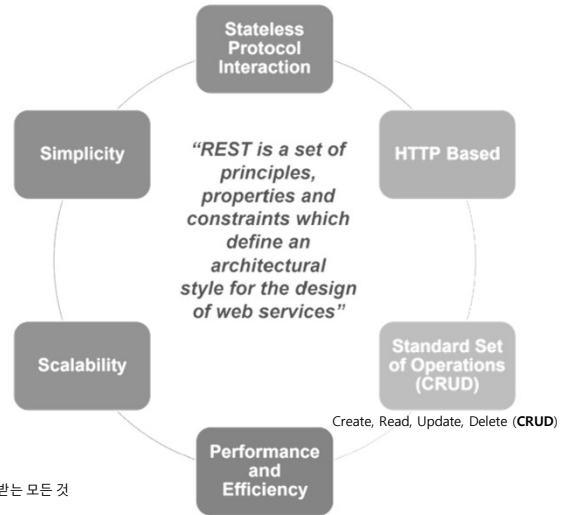 Stateless
Protocol
Interaction
Simplicity
“REST is a set of
principles,
properties and
constraints which
define an
architectural
style for the design
of web services”
HTTP Based
Scalability
Standard Set
of Operations
(CRUD)
Create, Read, Update, Delete (CRUD)
Performance
and
Efficiency
받는 모든 것